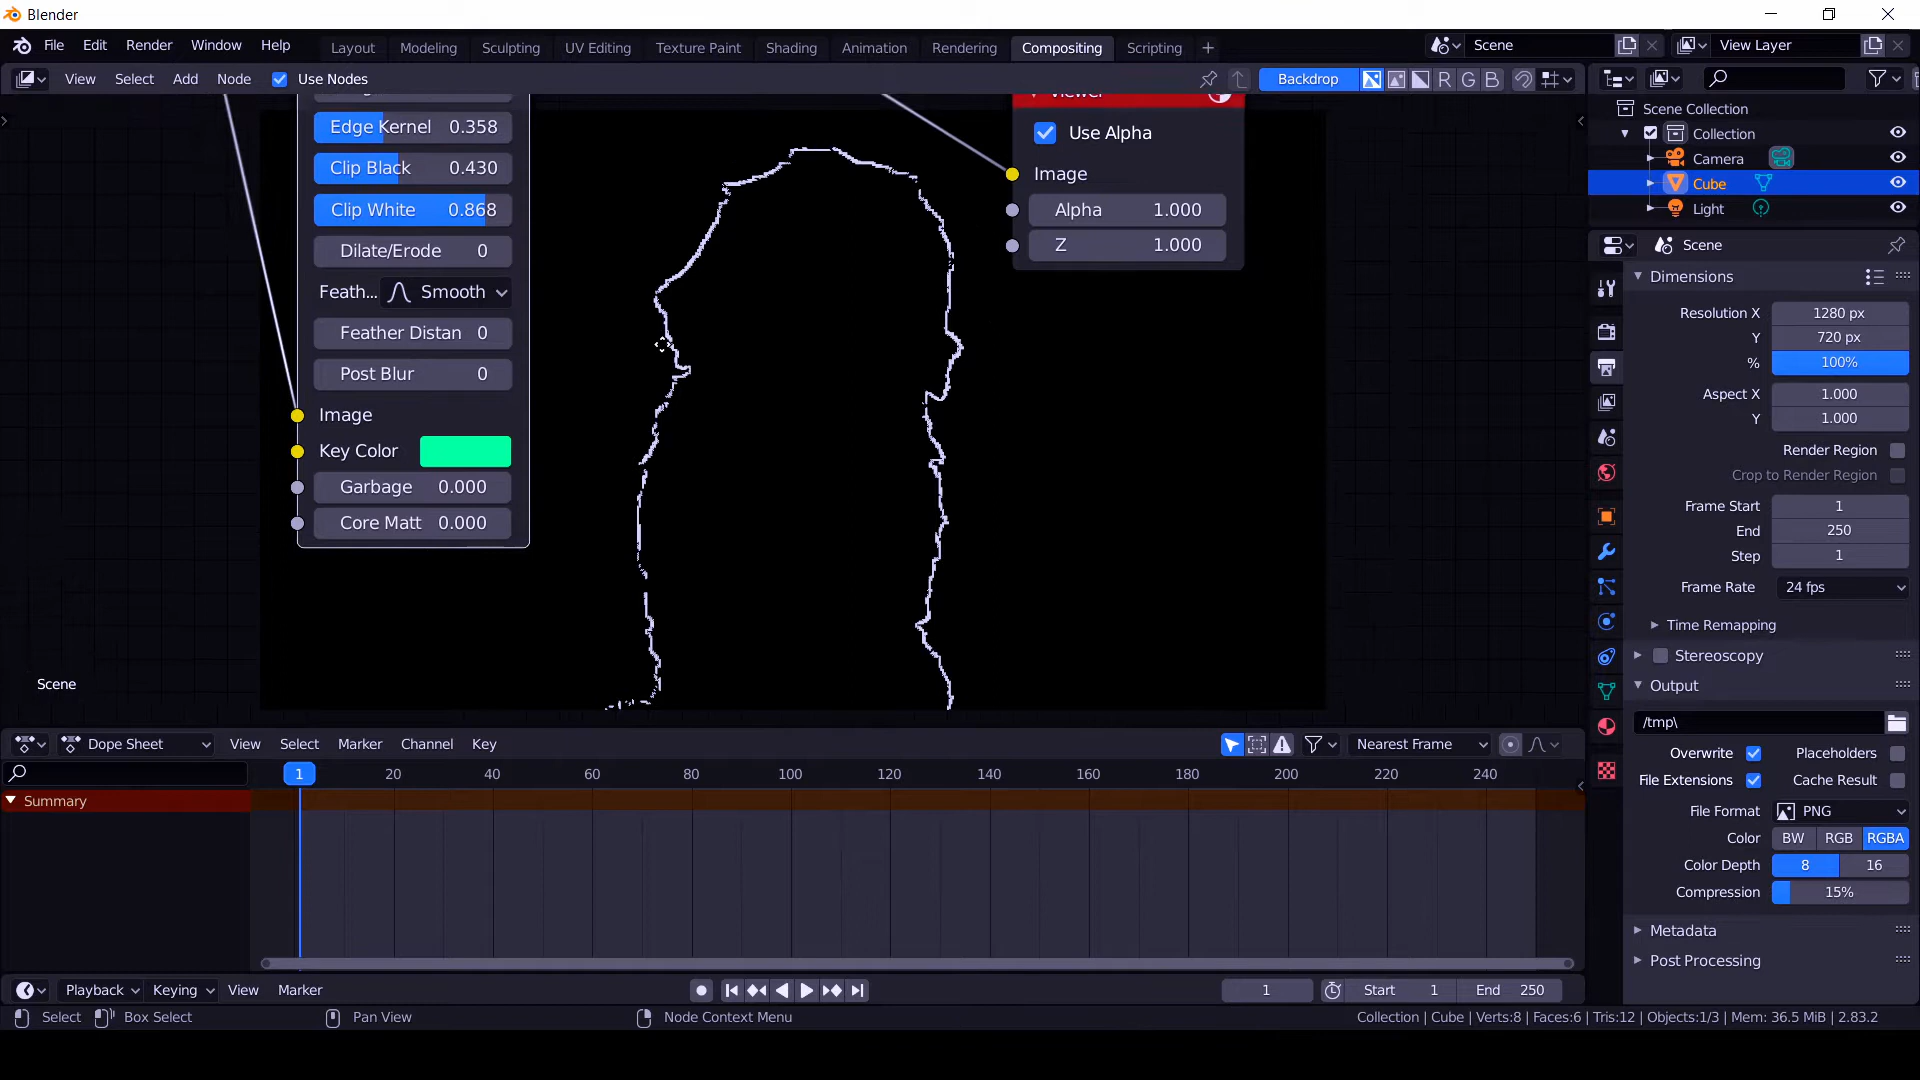 Blender
File Edit Render Window Help
Layout Modeling Sculpting UV Editing Texture Paint Shading Animation Rendering Compositing Scripting +
Scene
View Layer
View Select Add Node Use Nodes
Backdrop
R G B
Edge Kernel 0.358
Clip Black 0.430
Clip White 0.868
Dilate/Erode 0
Feath... Smooth
Feather Distan 0
Post Blur 0
Image
Key Color
Garbage 0.000
Core Matt 0.000
Viewer
Use Alpha
Image
Alpha 1.000
Z 1.000
Scene
Scene Collection
Collection
Camera
Cube
Light
Scene
Dimensions
Resolution X 1280 px
Y 720 px
% 100%
Aspect X 1.000
Y 1.000
Render Region
Crop to Render Region
Frame Start 1
End 250
Step 1
Frame Rate 24 fps
Time Remapping
Stereoscopy
Output
/tmp\
Overwrite Placeholders
File Extensions Cache Result
File Format PNG
Color BW RGB RGBA
Color Depth 8 16
Compression 15%
Metadata
Post Processing
Dope Sheet View Select Marker Channel Key
Nearest Frame
1 20 40 60 80 100 120 140 160 180 200 220 240
Summary
Playback Keying View Marker
1 Start 1 End 250
Select Box Select Pan View Node Context Menu
Collection | Cube | Verts:8 | Faces:6 | Tris:12 | Objects:1/3 | Mem: 36.5 MiB | 2.83.2